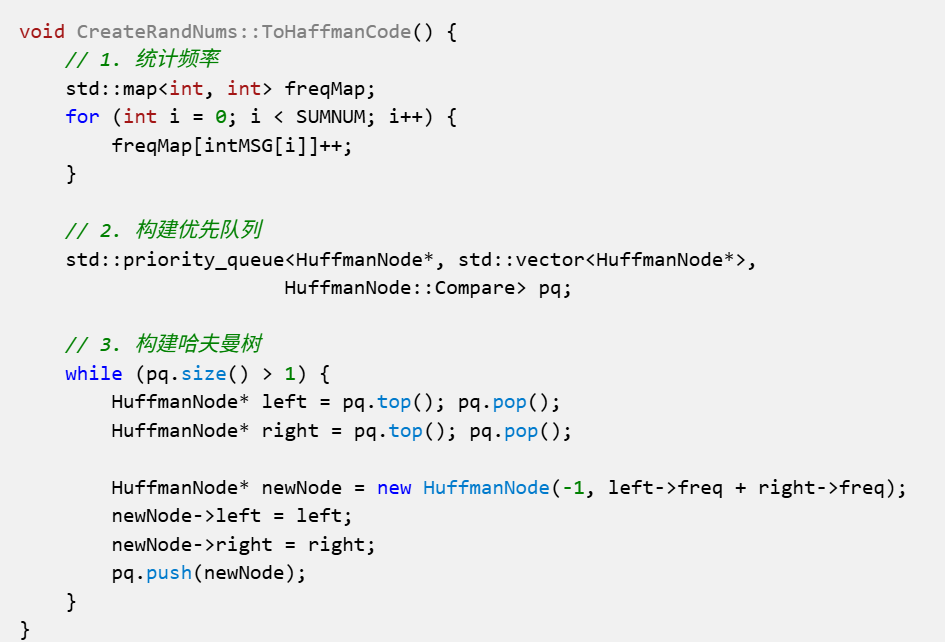 void CreateRandNums::ToHaffmanCode() {
    // 1. 统计频率
    std::map<int, int> freqMap;
    for (int i = 0; i < SUMNUM; i++) {
        freqMap[intMSG[i]]++;
    }

    // 2. 构建优先队列
    std::priority_queue<HuffmanNode*, std::vector<HuffmanNode*>,
                   HuffmanNode::Compare> pq;

    // 3. 构建哈夫曼树
    while (pq.size() > 1) {
        HuffmanNode* left = pq.top(); pq.pop();
        HuffmanNode* right = pq.top(); pq.pop();

        HuffmanNode* newNode = new HuffmanNode(-1, left->freq + right->freq);
        newNode->left = left;
        newNode->right = right;
        pq.push(newNode);
    }
}